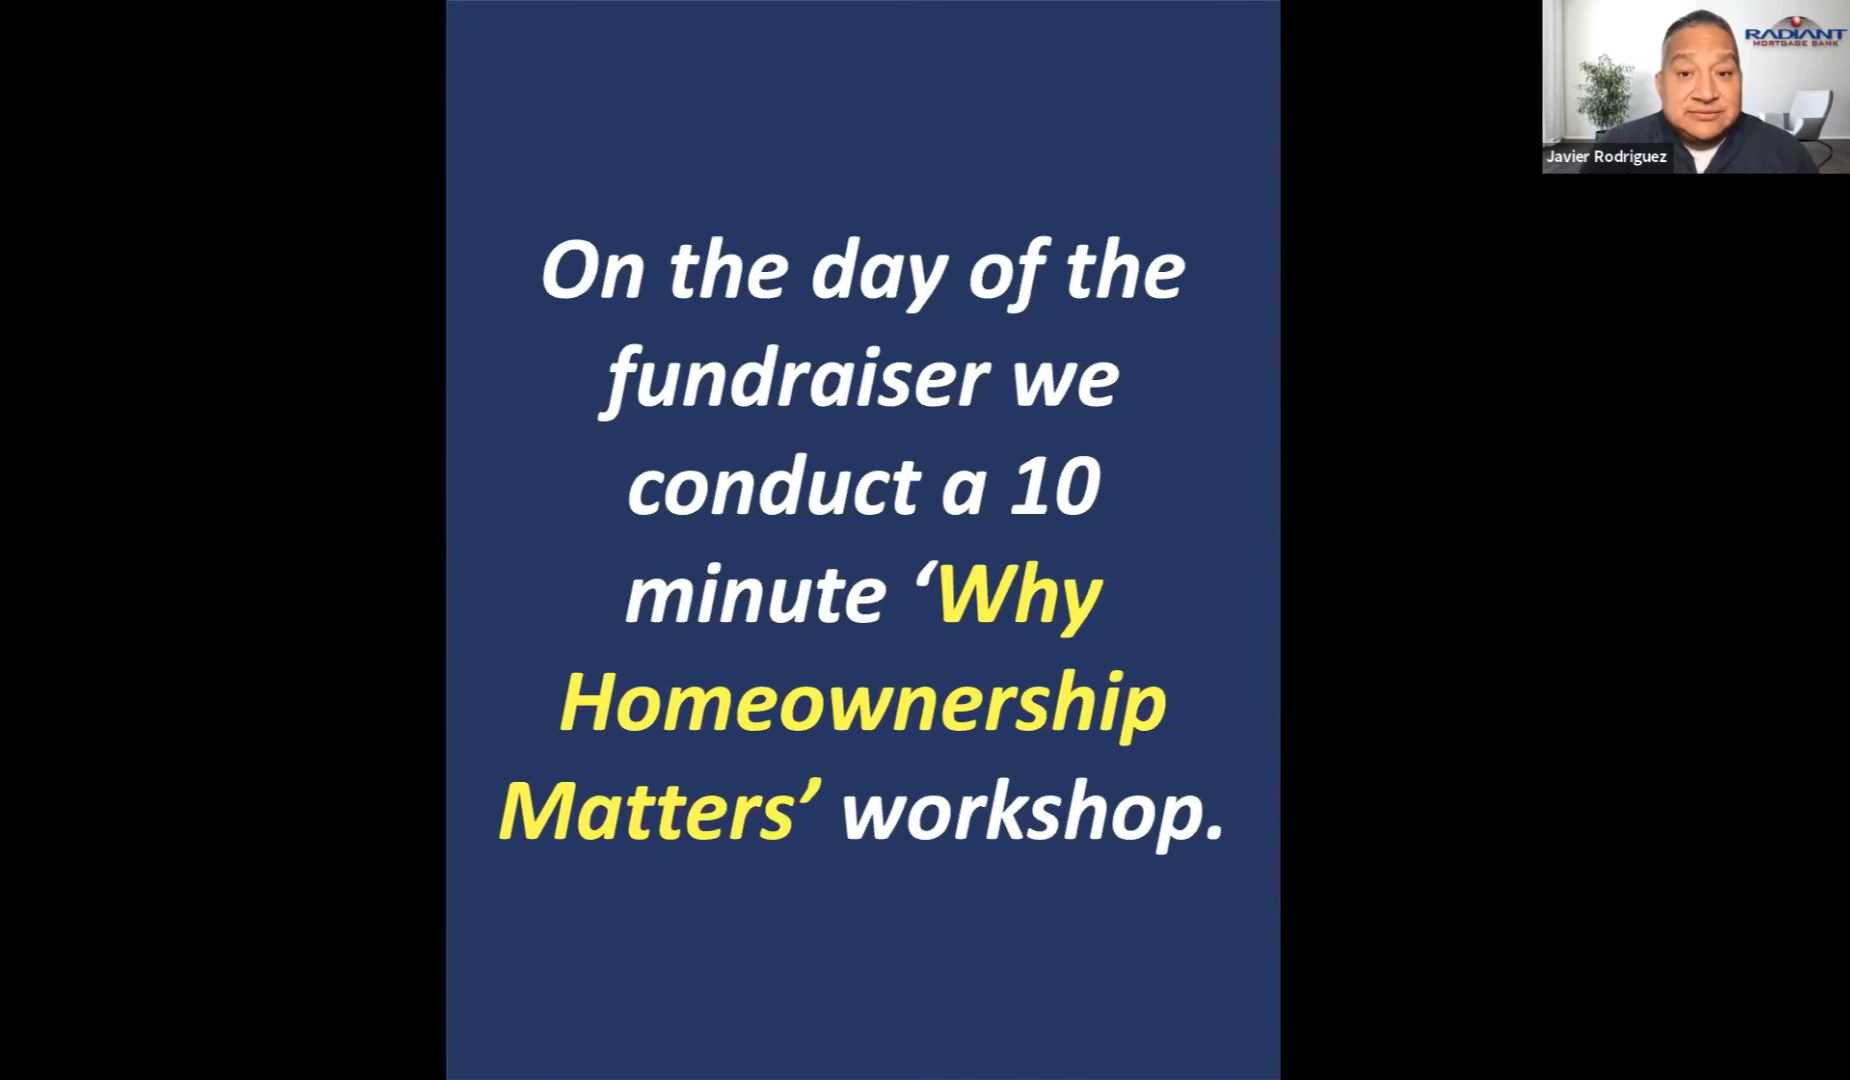 On the day of the
fundraiser we
conduct a 10
minute ‘Why
Homeownership
Matters’ workshop.
RADIANT
MORTGAGE BANK
Javier Rodriguez